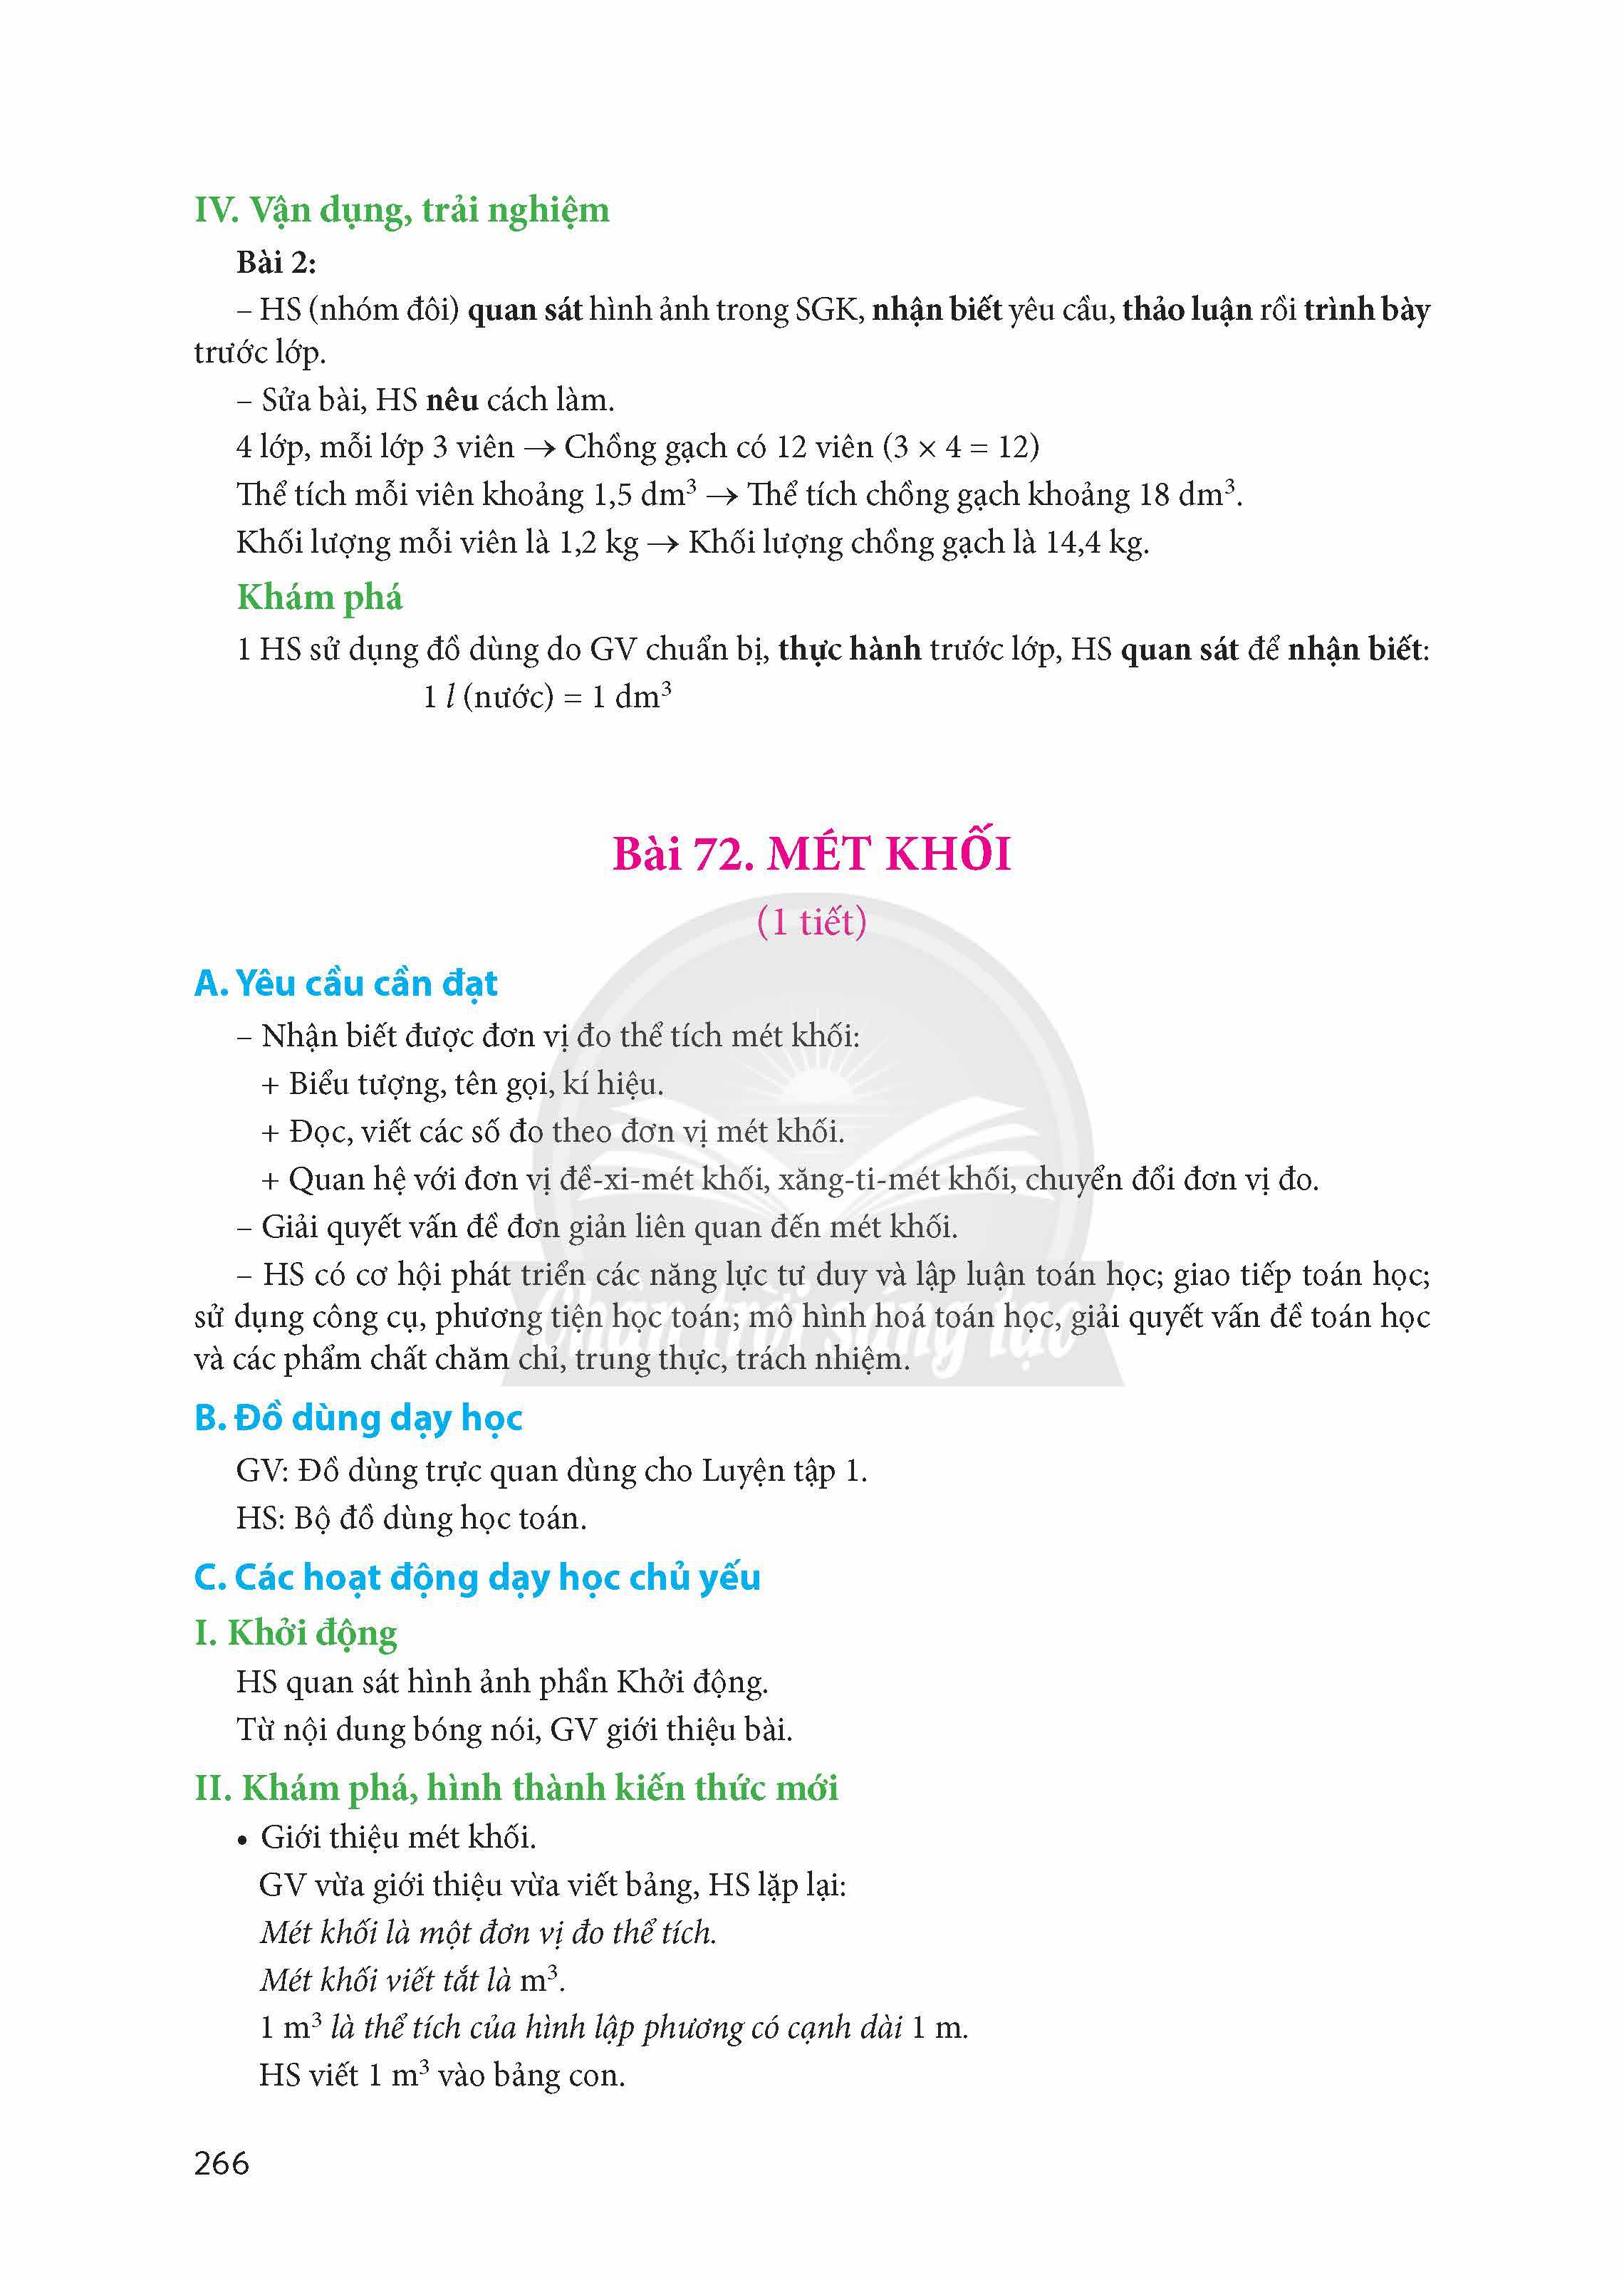 IV. Vận dụng, trải nghiệm
Bài 2:
– HS (nhóm đôi) quan sát hình ảnh trong SGK, nhận biết yêu cầu, thảo luận rồi trình bày
trước lớp.
– Sửa bài, HS nêu cách làm.
4 lớp, mỗi lớp 3 viên → Chồng gạch có 12 viên (3 × 4 = 12)
Thể tích mỗi viên khoảng 1,5 dm³ → Thể tích chồng gạch khoảng 18 dm³.
Khối lượng mỗi viên là 1,2 kg → Khối lượng chồng gạch là 14,4 kg.
Khám phá
1 HS sử dụng đồ dùng do GV chuẩn bị, thực hành trước lớp, HS quan sát để nhận biết:
1 l (nước) = 1 dm³
Bài 72. MÉT KHỐI
(1 tiết)
A. Yêu cầu cần đạt
– Nhận biết được đơn vị đo thể tích mét khối:
+ Biểu tượng, tên gọi, kí hiệu.
+ Đọc, viết các số đo theo đơn vị mét khối.
+ Quan hệ với đơn vị đề-xi-mét khối, xăng-ti-mét khối, chuyển đổi đơn vị đo.
– Giải quyết vấn đề đơn giản liên quan đến mét khối.
– HS có cơ hội phát triển các năng lực tư duy và lập luận toán học; giao tiếp toán học;
sử dụng công cụ, phương tiện học toán; mô hình hoá toán học, giải quyết vấn đề toán học
và các phẩm chất chăm chỉ, trung thực, trách nhiệm.
Chân trời sáng tạo
B. Đồ dùng dạy học
GV: Đồ dùng trực quan dùng cho Luyện tập 1.
HS: Bộ đồ dùng học toán.
C. Các hoạt động dạy học chủ yếu
I. Khởi động
HS quan sát hình ảnh phần Khởi động.
Từ nội dung bóng nói, GV giới thiệu bài.
II. Khám phá, hình thành kiến thức mới
• Giới thiệu mét khối.
GV vừa giới thiệu vừa viết bảng, HS lặp lại:
Mét khối là một đơn vị đo thể tích.
Mét khối viết tắt là m³.
1 m³ là thể tích của hình lập phương có cạnh dài 1 m.
HS viết 1 m³ vào bảng con.
266